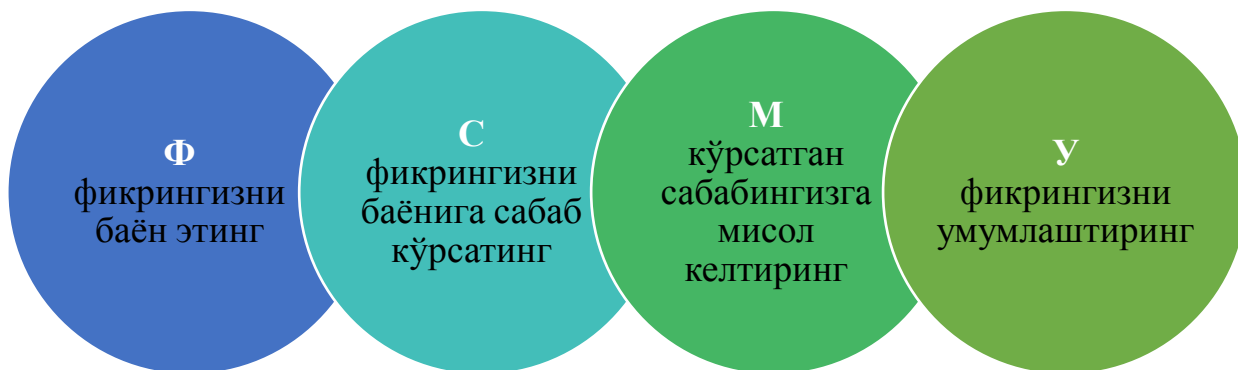 Ф
фикрингизни
баён этинг
С
фикрингизни
баёнига сабаб
кўрсатинг
М
кўрсатган
сабабингизга
мисол
келтиринг
У
фикрингизни
умумлаштиринг